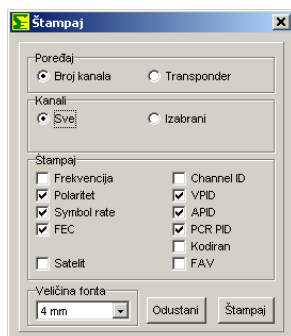 Štampaj
Poređaj
Broj kanala Transponder
Kanali
Sve Izabrani
Štampaj
Frekvencija Channel ID
Polaritet VPID
Symbol rate APID
FEC PCR PID
Kodiran
Satelit FAV
Veličina fonta
4 mm Odustani Štampaj